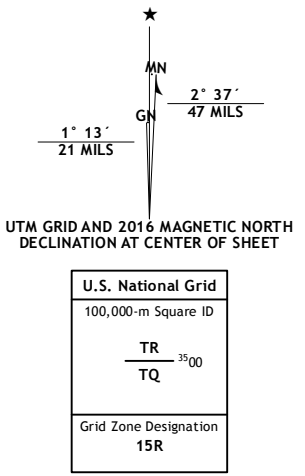 ★
MN
2° 37´
47 MILS
GN
1° 13´
21 MILS
UTM GRID AND 2016 MAGNETIC NORTH
DECLINATION AT CENTER OF SHEET
U.S. National Grid
100,000-m Square ID
TR
3500
TQ
Grid Zone Designation
15R